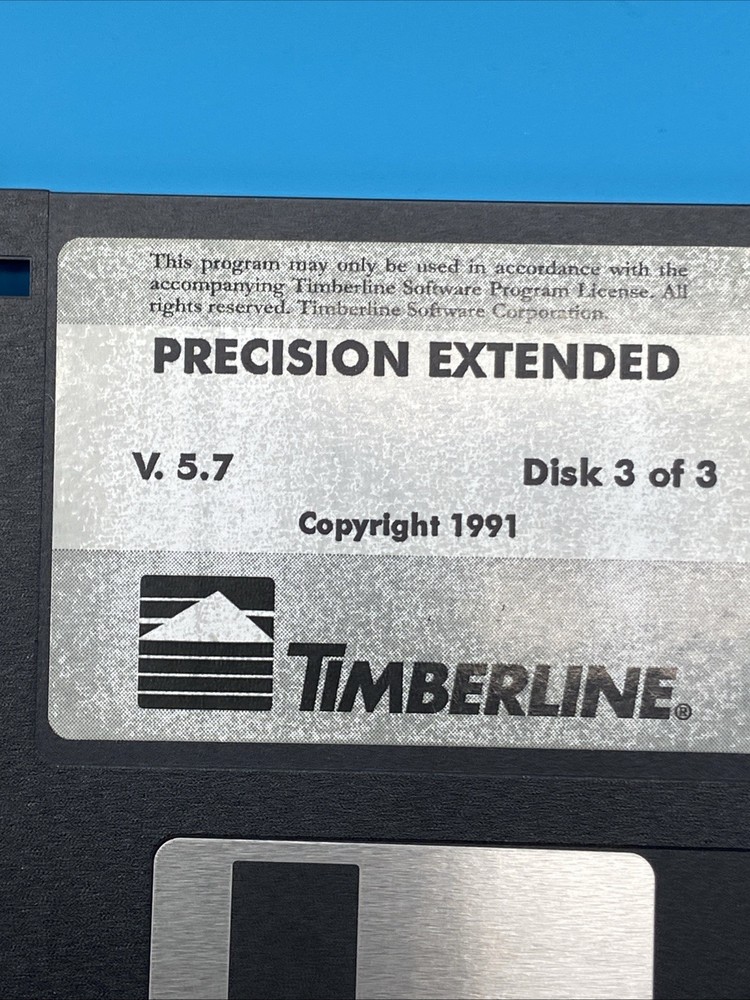 This program may only be used in accordance with the
accompanying Timberline Software Program License. All
rights reserved. Timberline Software Corporation.
PRECISION EXTENDED
V. 5.7 Disk 3 of 3
Copyright 1991
TIMBERLINE®